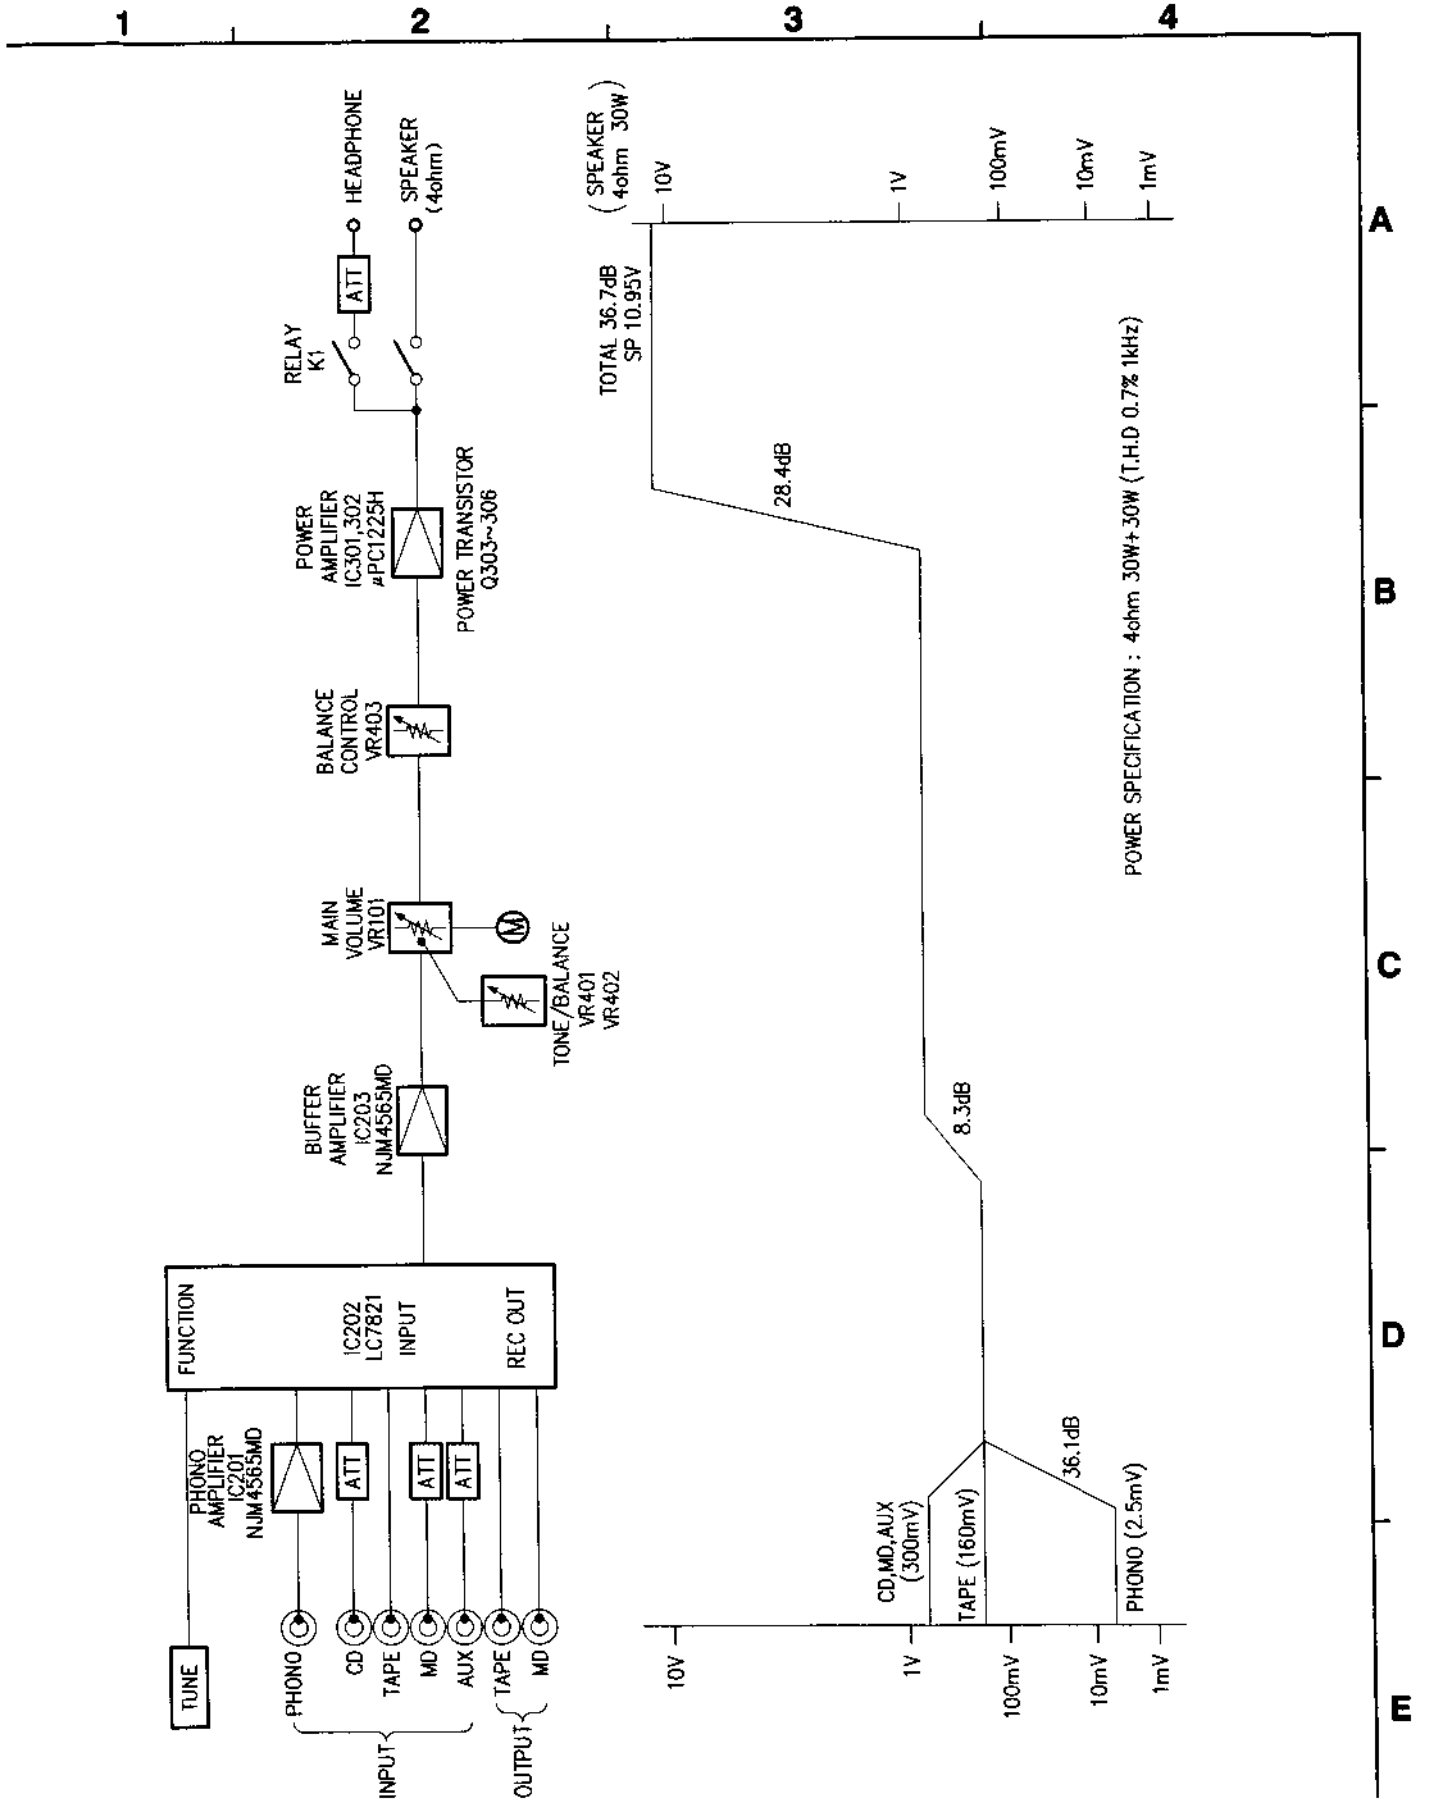 1
2
3
4
A
B
C
D
E
HEADPHONE
SPEAKER
(4ohm)
ATT
RELAY
K1
POWER
AMPLIFIER
IC301,302
μPC1225H
POWER TRANSISTOR
Q303~306
BALANCE
CONTROL
VR403
MAIN
VOLUME
VR101
M
TONE/BALANCE
VR401
VR402
BUFFER
AMPLIFIER
IC203
NJM4565MD
FUNCTION
IC202
LC7821
INPUT
REC OUT
PHONO
AMPLIFIER
IC201
NJM4565MD
ATT
ATT
ATT
TUNE
PHONO
CD
TAPE
MD
AUX
TAPE
MD
INPUT
OUTPUT
(SPEAKER
4ohm 30W)
10V
1V
100mV
10mV
1mV
TOTAL 36.7dB
SP 10.95V
28.4dB
8.3dB
36.1dB
CD,MD,AUX
(300mV)
TAPE (160mV)
PHONO (2.5mV)
10V
1V
100mV
10mV
1mV
POWER SPECIFICATION : 4ohm 30W+30W (T.H.D 0.7% 1kHz)